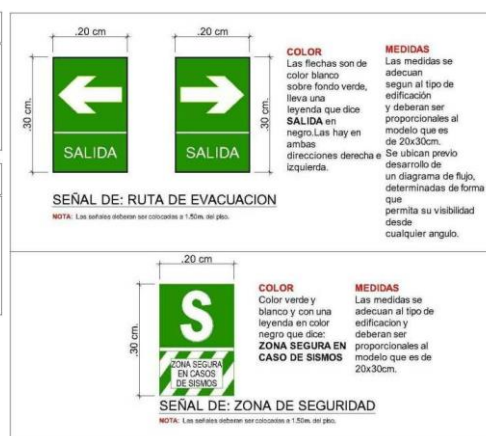 .20 cm
.20 cm
.30 cm.
.30 cm.
SALIDA
SALIDA
SEÑAL DE: RUTA DE EVACUACION
NOTA: Las señales deberan ser colocadas a 1.50m. del piso.
COLOR
Las flechas son de
color blanco
sobre fondo verde,
lleva una
leyenda que dice
SALIDA en
negro.Las hay en
ambas
direcciones derecha e
izquierda.
MEDIDAS
Las medidas se
adecuan
segun al tipo de
edificación
y deberan ser
proporcionales al
modelo que es
de 20x30cm.
Se ubican previo
desarrollo de
un diagrama de flujo,
determinadas de forma
que
permita su visibilidad
desde
cualquier angulo.
.20 cm
.30 cm.
S
ZONA SEGURA
EN CASOS
DE SISMOS
SEÑAL DE: ZONA DE SEGURIDAD
NOTA: Las señales deberan ser colocadas a 1.50m. del piso.
COLOR
Color verde y
blanco y con una
leyenda en color
negro que dice:
ZONA SEGURA EN
CASO DE SISMOS
MEDIDAS
Las medidas se
adecuan al tipo de
edificacion y
deberan ser
proporcionales al
modelo que es de
20x30cm.